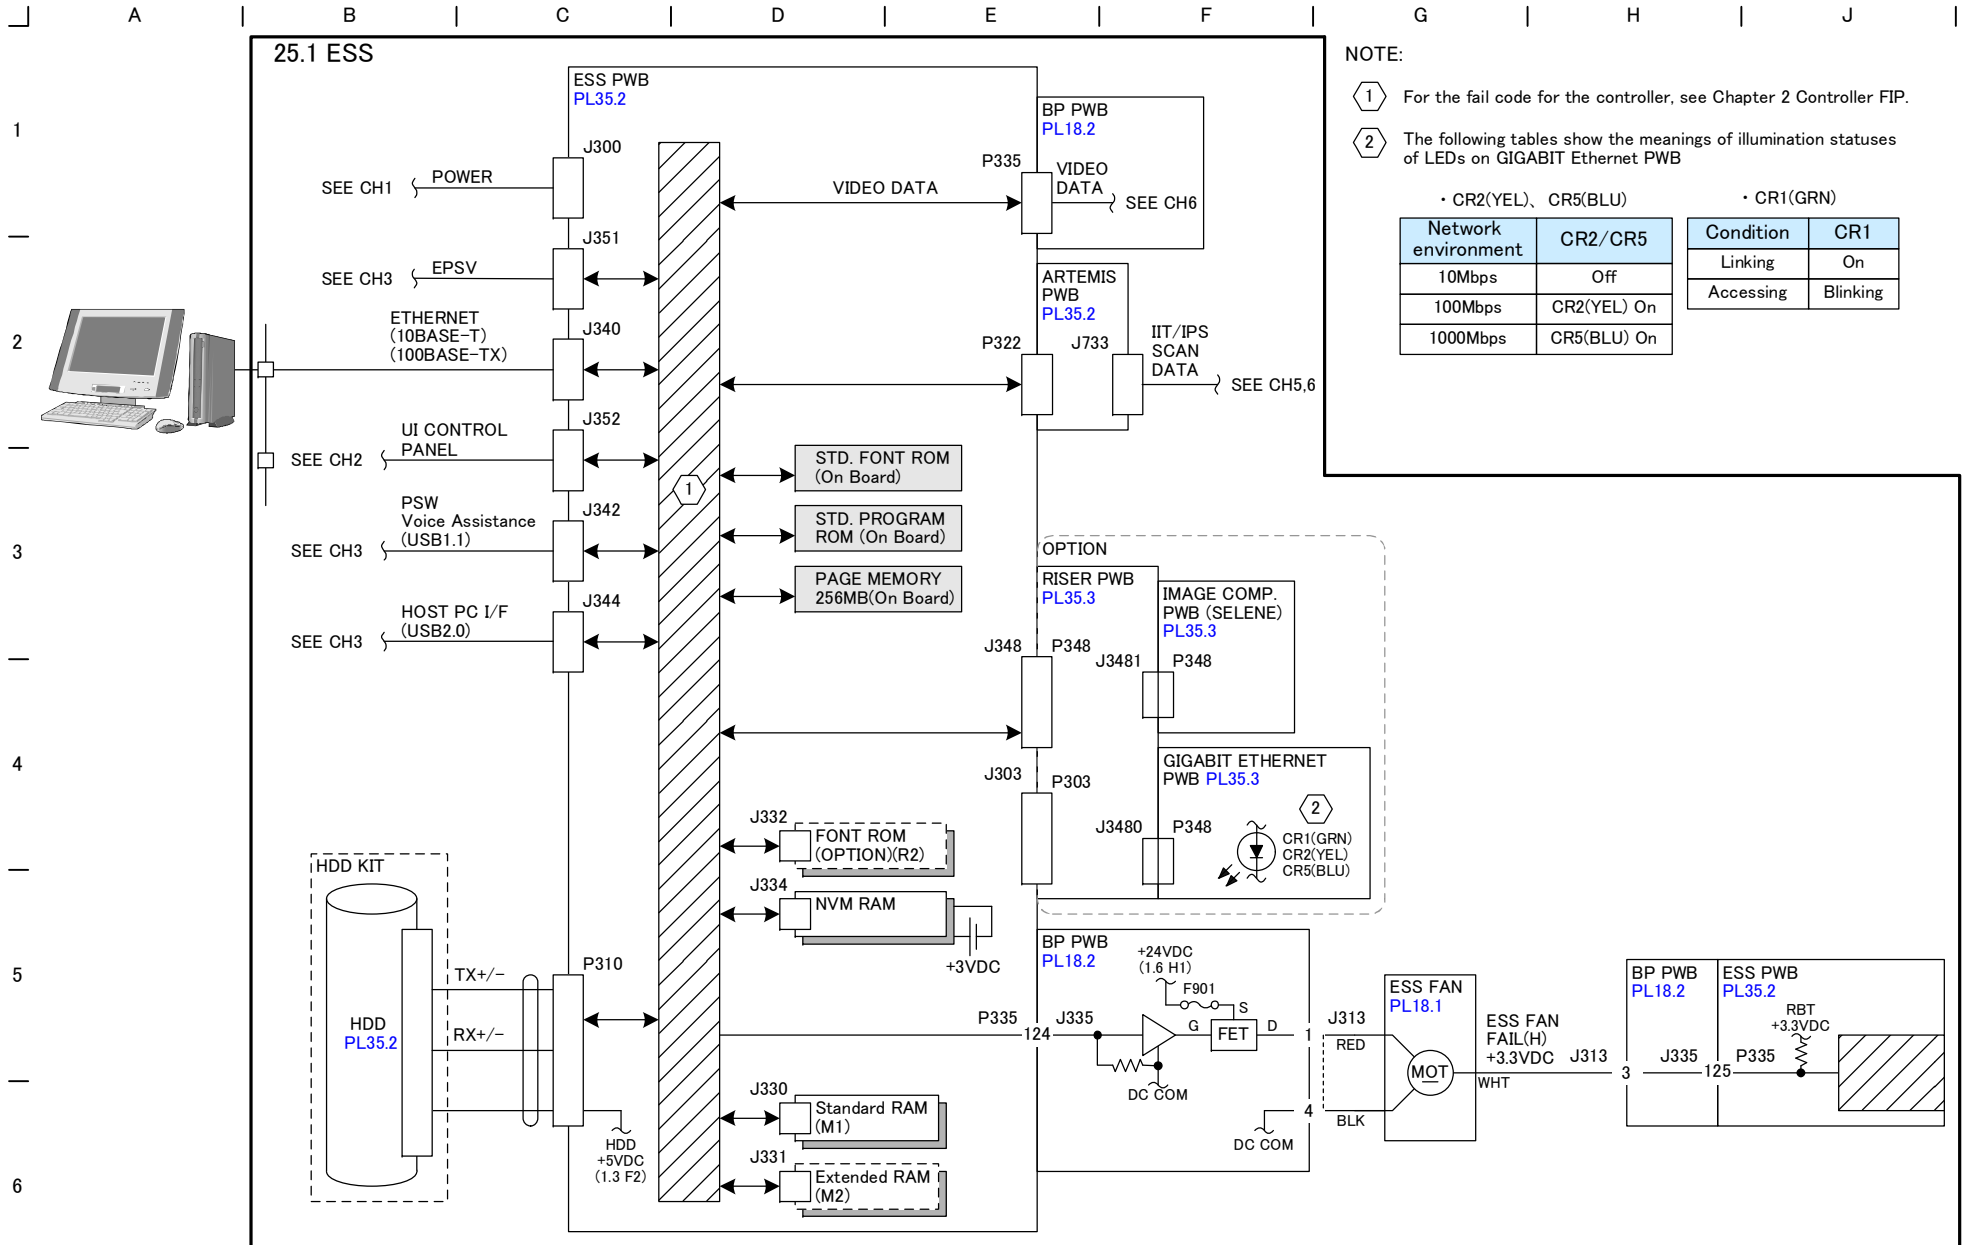 A B C D E F G H J
1
2
3
4
5
6
25.1 ESS
ESS PWB
PL35.2
J300
SEE CH1
POWER
J351
SEE CH3
EPSV
ETHERNET
(10BASE-T)
(100BASE-TX)
J340
J352
UI CONTROL
PANEL
SEE CH2
PSW
Voice Assistance
(USB1.1)
J342
SEE CH3
HOST PC I/F
(USB2.0)
J344
SEE CH3
1
BP PWB
PL18.2
P335
VIDEO DATA
VIDEO
DATA
SEE CH6
ARTEMIS
PWB
PL35.2
P322
J733
IIT/IPS
SCAN
DATA
SEE CH5,6
STD. FONT ROM
(On Board)
STD. PROGRAM
ROM (On Board)
PAGE MEMORY
256MB(On Board)
OPTION
RISER PWB
PL35.3
IMAGE COMP.
PWB (SELENE)
PL35.3
J348
P348
J3481
P348
GIGABIT ETHERNET
PWB PL35.3
J303
P303
2
J3480
P348
CR1(GRN)
CR2(YEL)
CR5(BLU)
J332
FONT ROM
(OPTION)(R2)
J334
NVM RAM
+3VDC
HDD KIT
HDD
PL35.2
TX+/-
RX+/-
P310
HDD
+5VDC
(1.3 F2)
J330
Standard RAM
(M1)
J331
Extended RAM
(M2)
BP PWB
PL18.2
+24VDC
(1.6 H1)
F901
S
P335
124
J335
G
FET
D
1
DC COM
DC COM
4
J313
RED
BLK
ESS FAN
PL18.1
MOT
ESS FAN
FAIL(H)
+3.3VDC
WHT
J313
3
BP PWB
PL18.2
J335
125
ESS PWB
PL35.2
P335
RBT
+3.3VDC
NOTE:
1 For the fail code for the controller, see Chapter 2 Controller FIP.
2 The following tables show the meanings of illumination statuses
of LEDs on GIGABIT Ethernet PWB
・CR2(YEL)、 CR5(BLU)
Network
environment
CR2/CR5
10Mbps Off
100Mbps CR2(YEL) On
1000Mbps CR5(BLU) On
・CR1(GRN)
Condition CR1
Linking On
Accessing Blinking